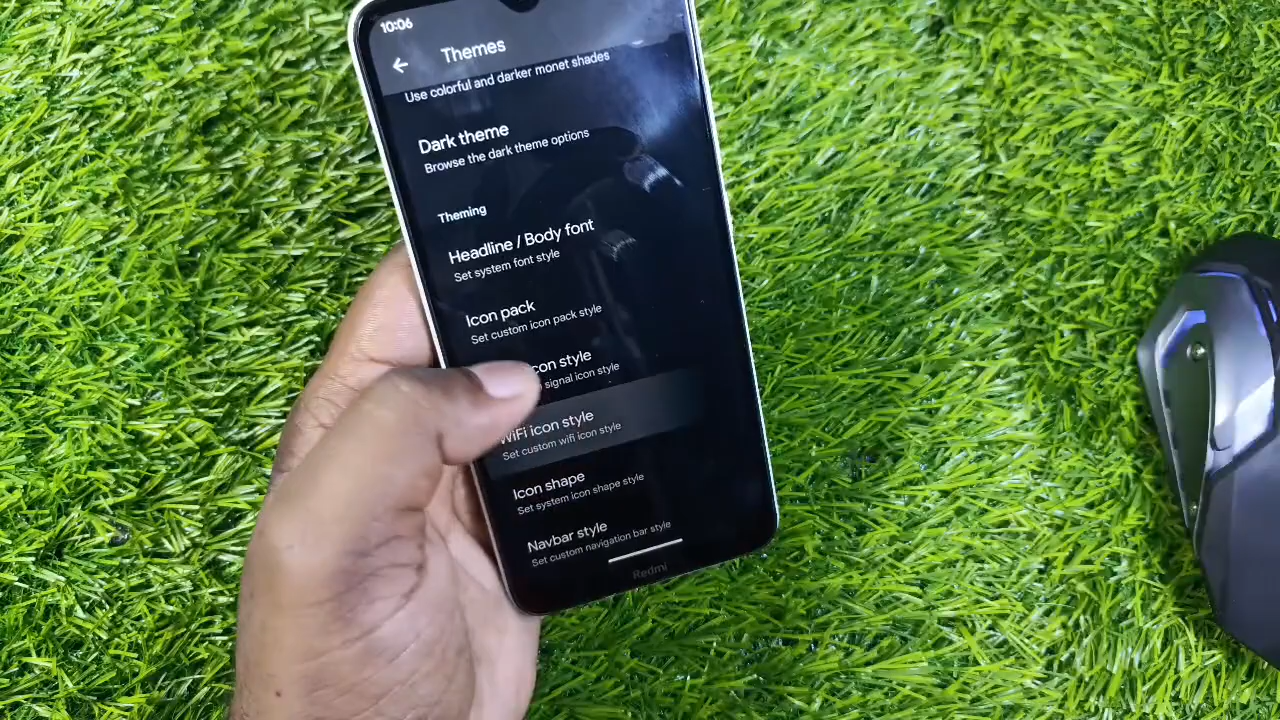 10:06
Themes
Use colorful and darker monet shades
Dark theme
Browse the dark theme options
Theming
Headline / Body font
Set system font style
Icon pack
Set custom icon pack style
icon style
signal icon style
WiFi icon style
Set custom wifi icon style
Icon shape
Set system icon shape style
Navbar style
Set custom navigation bar style
Redmi